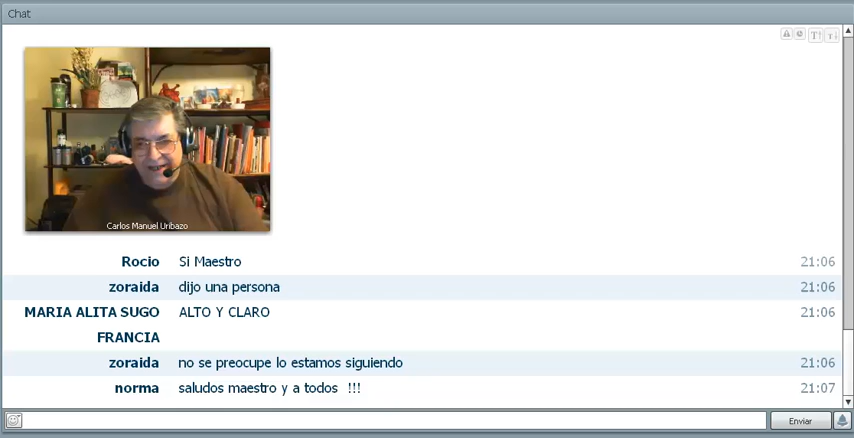 Chat
Carlos Manuel Uribazo
Rocio Si Maestro 21:06
zoraida dijo una persona 21:06
MARIA ALITA SUGO ALTO Y CLARO 21:06
FRANCIA
zoraida no se preocupe lo estamos siguiendo 21:06
norma saludos maestro y a todos !!! 21:07
Enviar